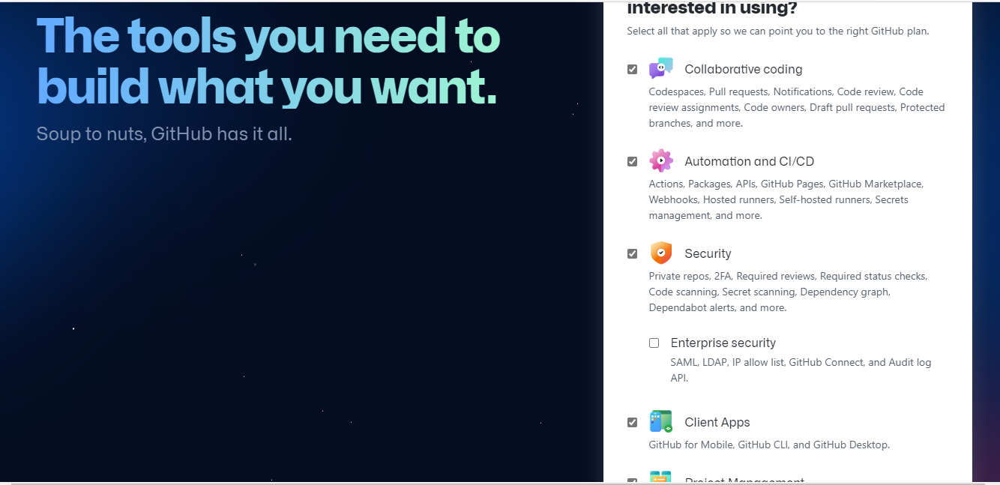 The tools you need to
build what you want.
Soup to nuts, GitHub has it all.
interested in using?
Select all that apply so we can point you to the right GitHub plan.
Collaborative coding
Codespaces, Pull requests, Notifications, Code review, Code
review assignments, Code owners, Draft pull requests, Protected
branches, and more.
Automation and CI/CD
Actions, Packages, APIs, GitHub Pages, GitHub Marketplace,
Webhooks, Hosted runners, Self-hosted runners, Secrets
management, and more.
Security
Private repos, 2FA, Required reviews, Required status checks,
Code scanning, Secret scanning, Dependency graph,
Dependabot alerts, and more.
Enterprise security
SAML, LDAP, IP allow list, GitHub Connect, and Audit log
API.
Client Apps
GitHub for Mobile, GitHub CLI, and GitHub Desktop.
Project Management